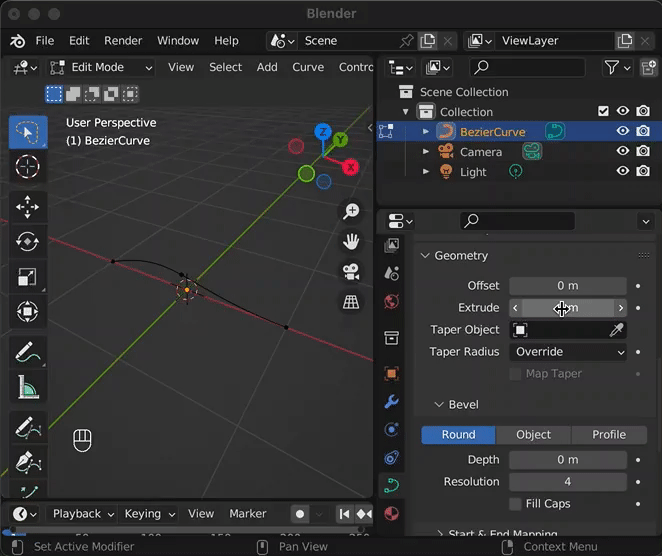 Blender
File Edit Render Window Help Scene ViewLayer
Edit Mode View Select Add Curve Contro
User Perspective
(1) BezierCurve
Z
Y
X
Scene Collection
Collection
BezierCurve
Camera
Light
Geometry
Offset 0 m
Extrude m
Taper Object
Taper Radius Override
Map Taper
Bevel
Round Object Profile
Depth 0 m
Resolution 4
Fill Caps
Start & End Mapping
Playback Keying View Marker
Set Active Modifier Pan View Context Menu